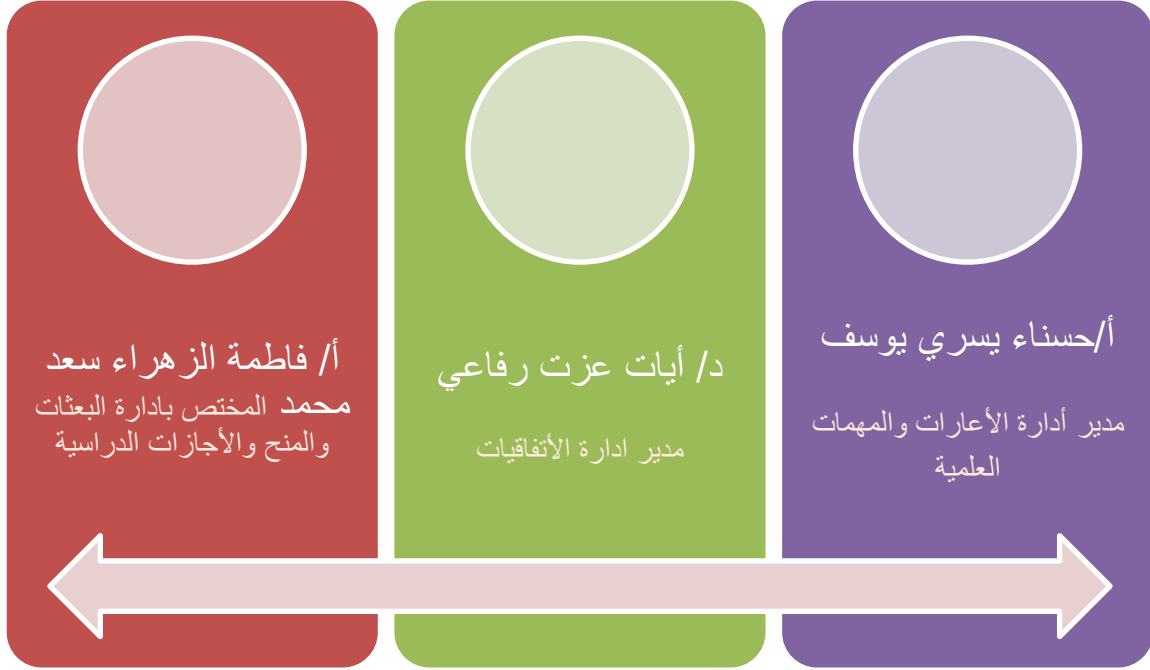 أ/حسناء يسري يوسف
مدير أدارة الأعارات والمهمات
العلمية
د/ أيات عزت رفاعي
مدير ادارة الأتفاقيات
أ/ فاطمة الزهراء سعد
محمد المختص بادارة البعثات
والمنح والأجازات الدراسية